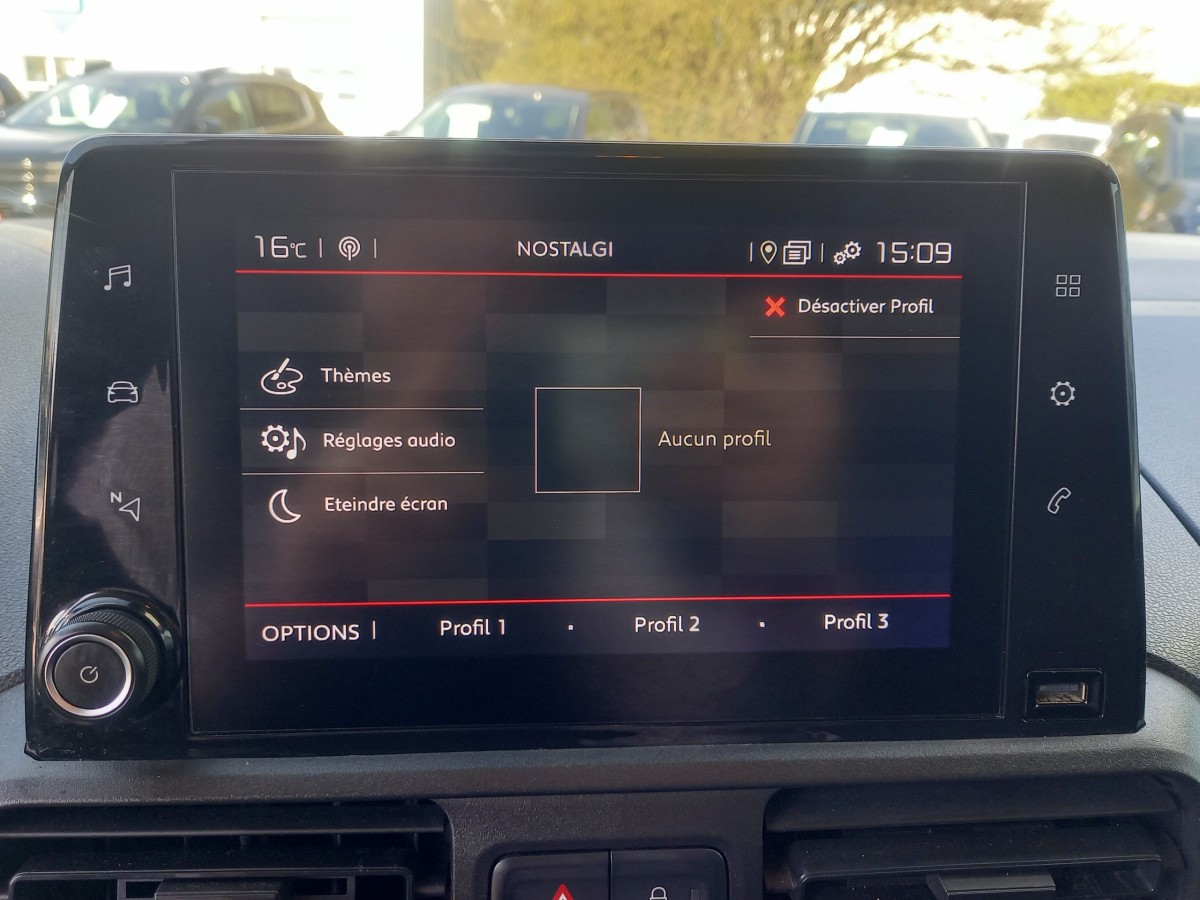 16°C NOSTALGI 15:09
Désactiver Profil
Thèmes
Réglages audio
Aucun profil
Eteindre écran
OPTIONS Profil 1 Profil 2 Profil 3
N